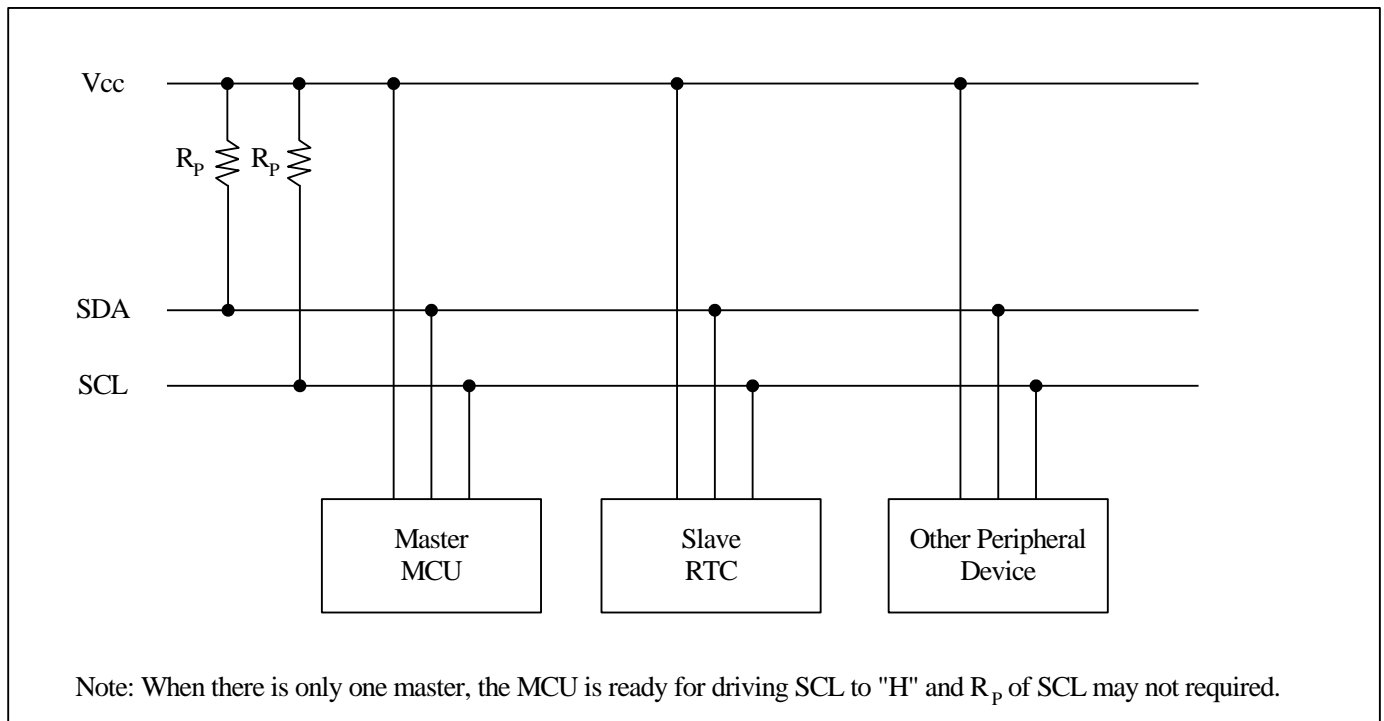 Vcc
R_P R_P
SDA
SCL
Master
MCU
Slave
RTC
Other Peripheral
Device
Note: When there is only one master, the MCU is ready for driving SCL to "H" and R_P of SCL may not required.